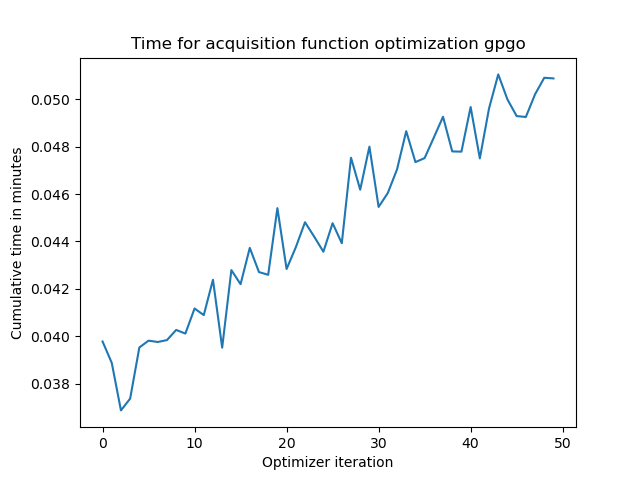 Time for acquisition function optimization gpgo
Cumulative time in minutes
0.050
0.048
0.046
0.044
0.042
0.040
0.038
0 10 20 30 40 50
Optimizer iteration